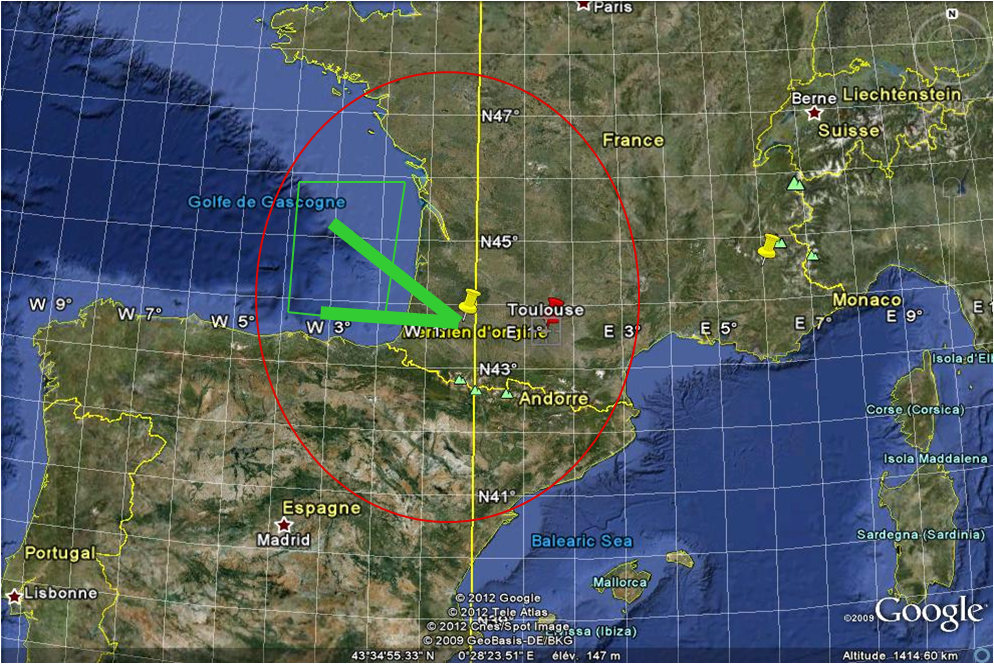 N
Paris
Berne
Liechtenstein
N47°
Suisse
France
Golfe de Gascogne
N45°
W 9°
W 7°
W 5°
W 3°
Toulouse
Monaco
E 3°
E 5°
E 7°
E 9°
E 1
E 1°
Meridien d'origine
N43°
Isola d'El
Andorre
Corse (Corsica)
Isola Maddalena
N41°
Espagne
Madrid
Balearic Sea
Sardegna (Sardinia)
Portugal
Mallorca
Lisbonne
© 2012 Google
© 2012 Tele Atlas
© 2012 Cnes/Spot Image
© 2009 GeoBasis-DE/BKG
N39°
Eivissa (Ibiza)
©2009 Google
43°34'55.33" N 0°28'23.51" E élév. 147 m
Altitude 1414.60 km